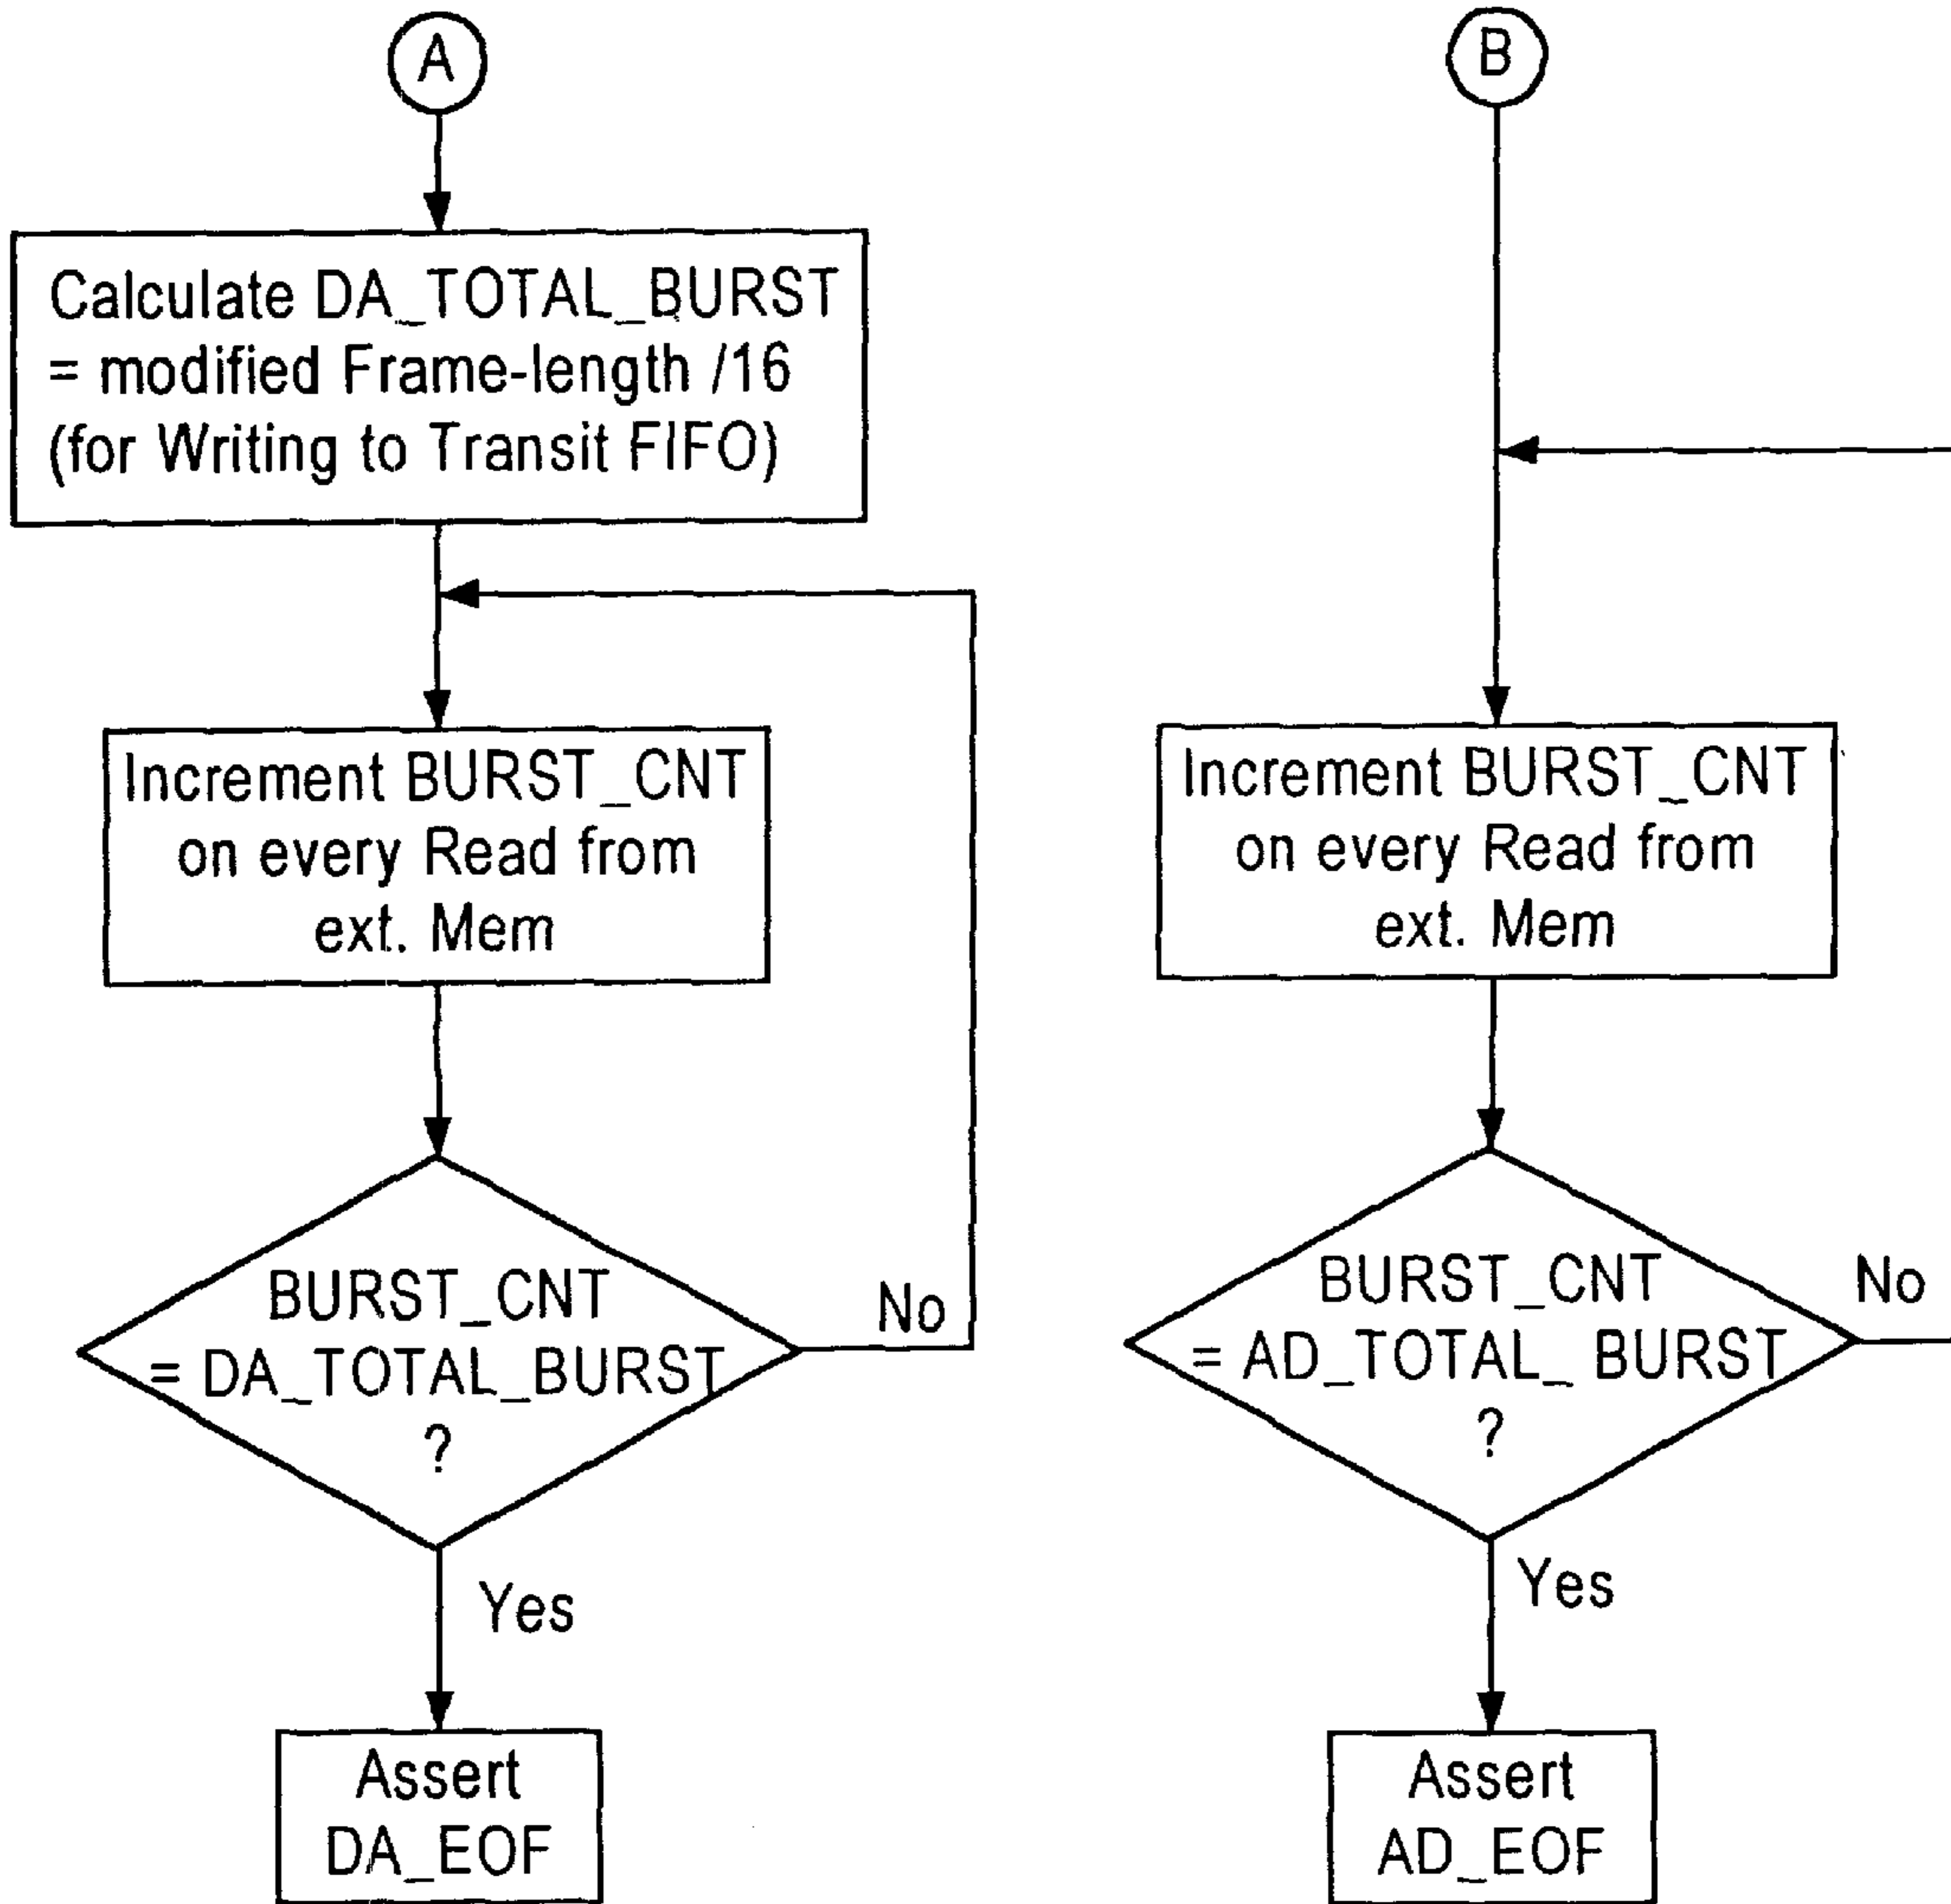 A
Calculate DA_TOTAL_BURST
= modified Frame-length /16
(for Writing to Transit FIFO)
Increment BURST_CNT
on every Read from
ext. Mem
BURST_CNT
= DA_TOTAL_BURST
?
No
Yes
Assert
DA_EOF
B
Increment BURST_CNT
on every Read from
ext. Mem
BURST_CNT
= AD_TOTAL_ BURST
?
No
Yes
Assert
AD_EOF